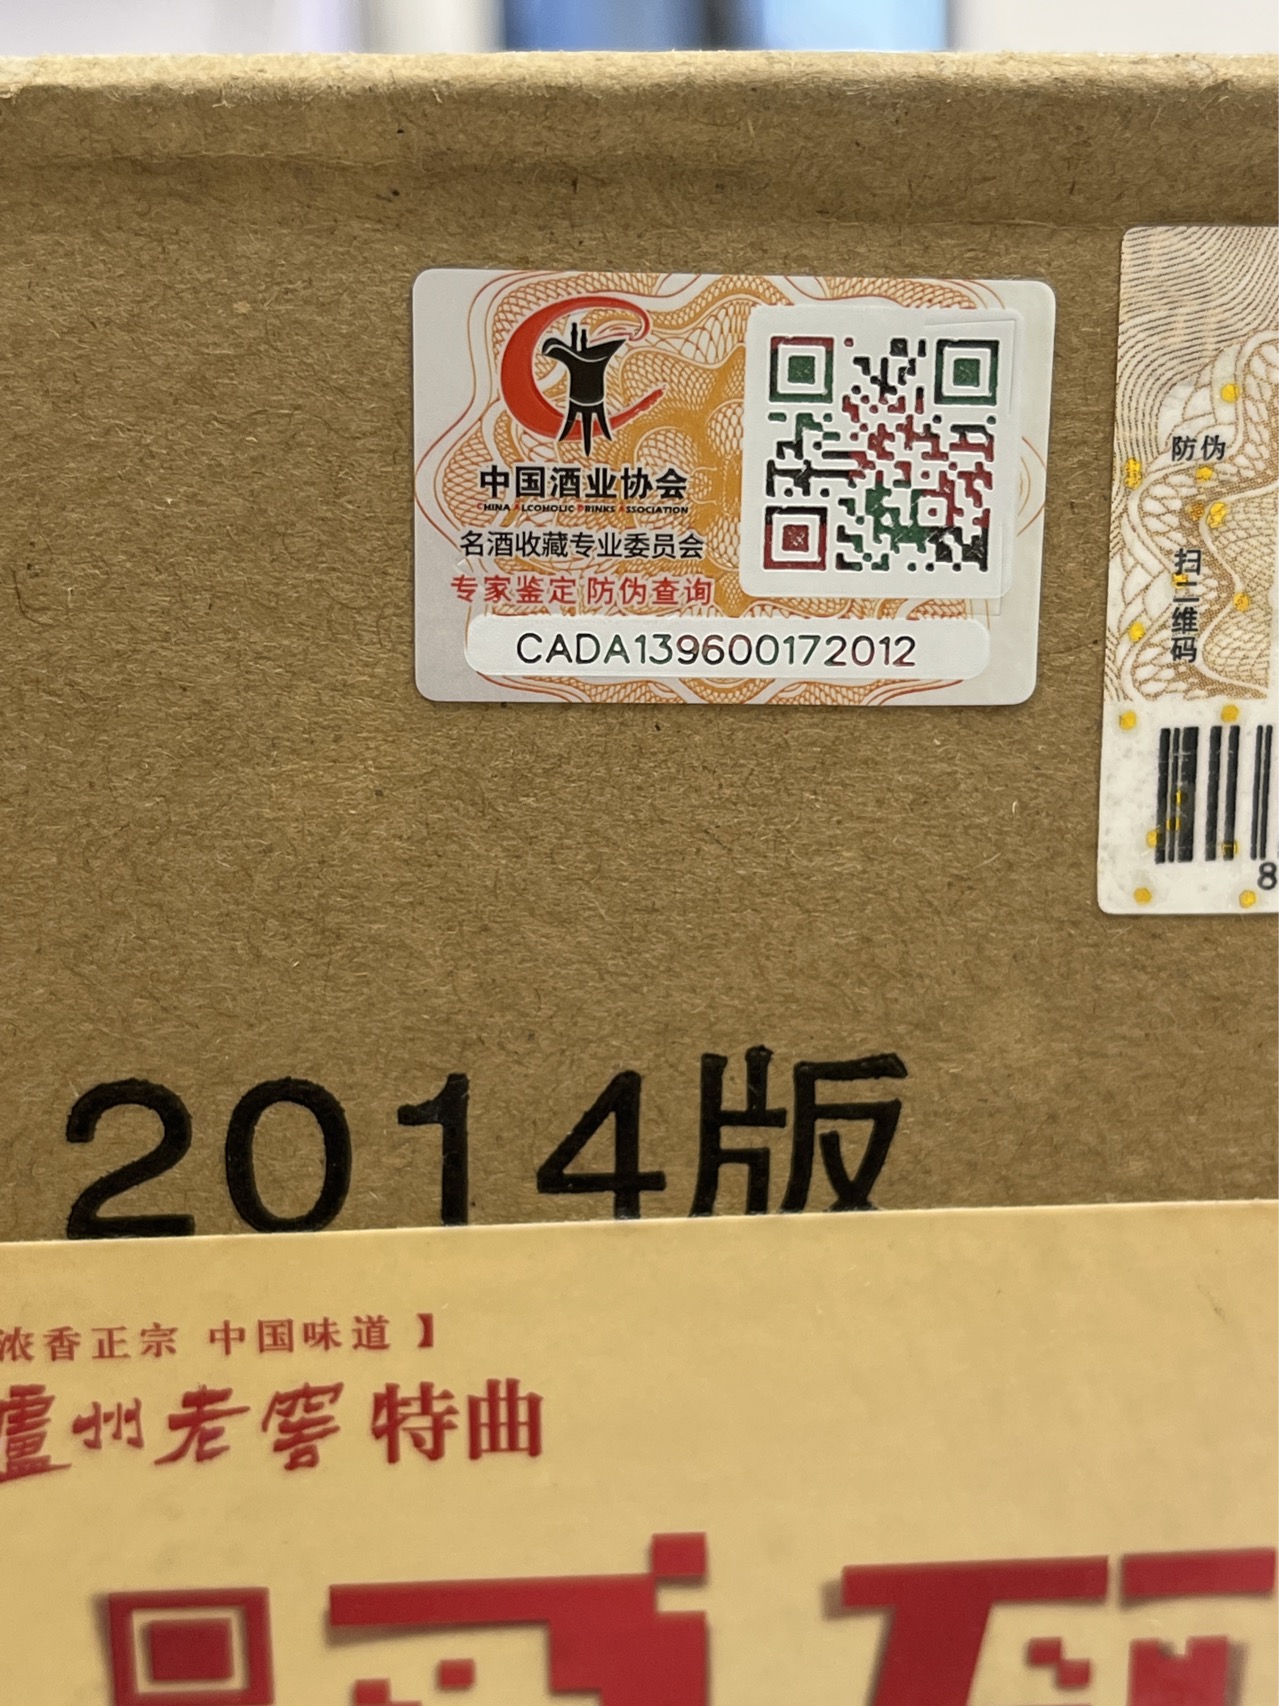 中国酒业协会
CHINA ALCOHOLIC DRINKS ASSOCIATION
名酒收藏专业委员会
专家鉴定 防伪查询
CADA139600172012
防伪
扫二维码
8
2014版
浓香正宗 中国味道 】
瀘州老窖 特曲